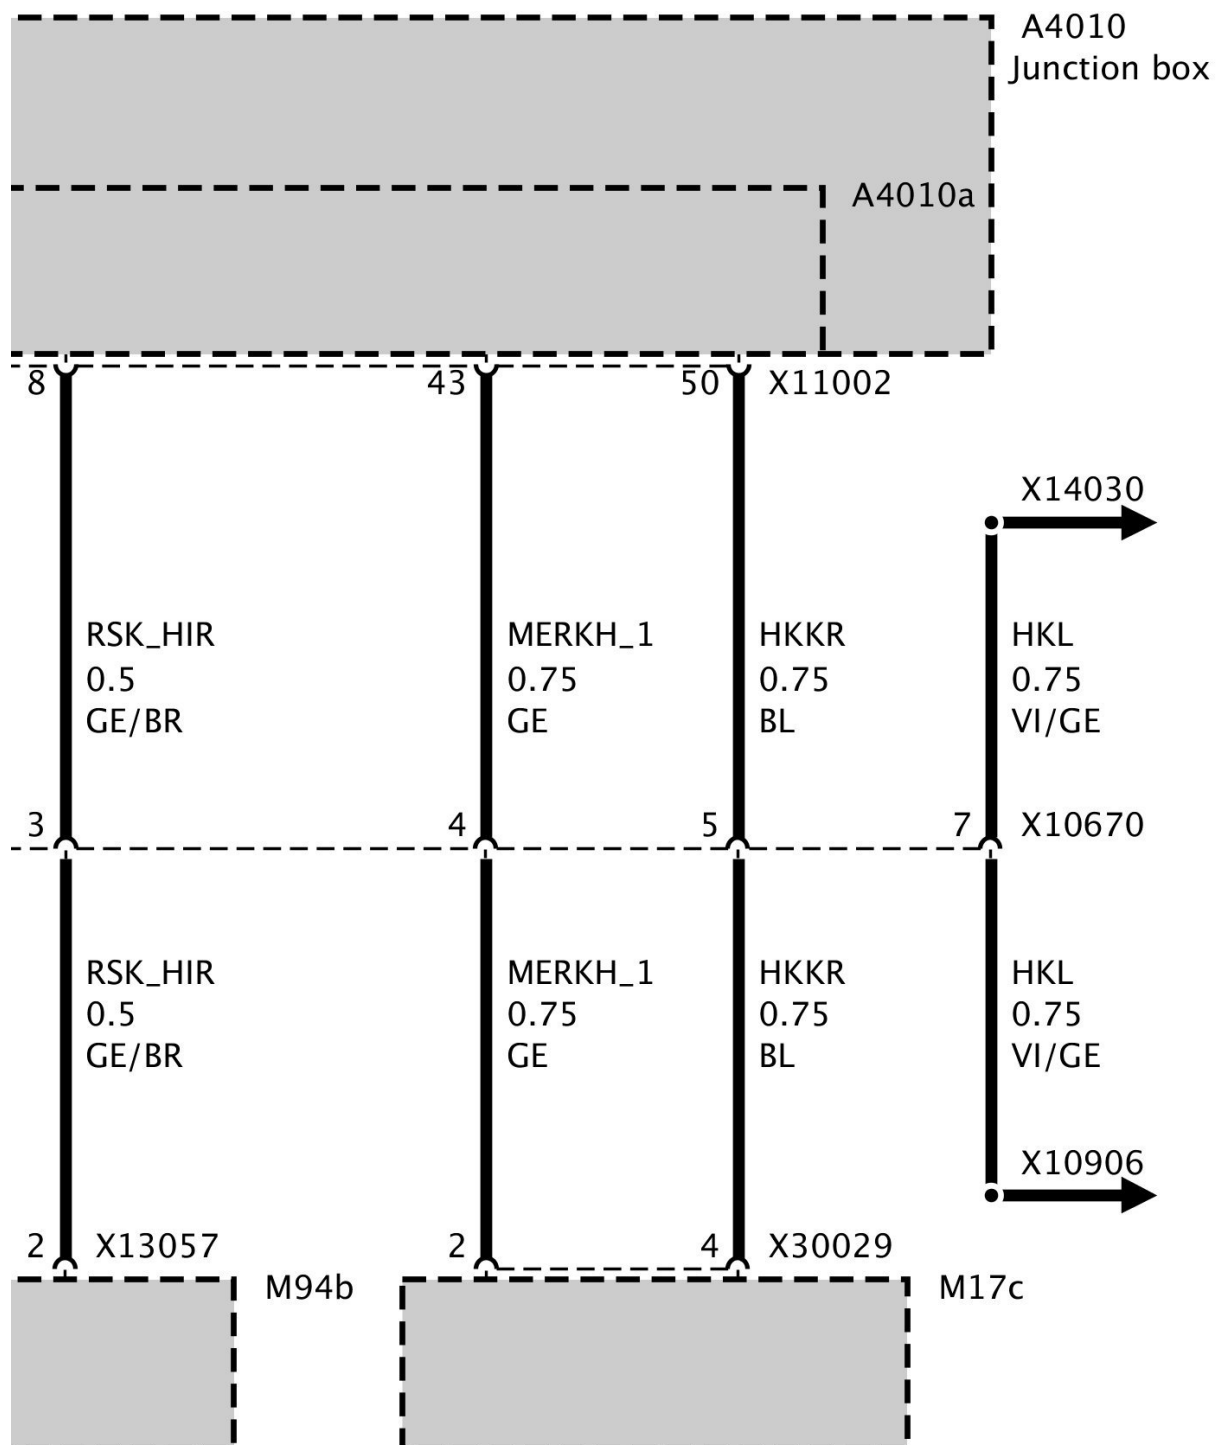 A4010
Junction box
A4010a
8
43
50
X11002
X14030
RSK_HIR
0.5
GE/BR
MERKH_1
0.75
GE
HKKR
0.75
BL
HKL
0.75
VI/GE
3
4
5
7
X10670
RSK_HIR
0.5
GE/BR
MERKH_1
0.75
GE
HKKR
0.75
BL
HKL
0.75
VI/GE
X10906
2
X13057
2
4
X30029
M94b
M17c